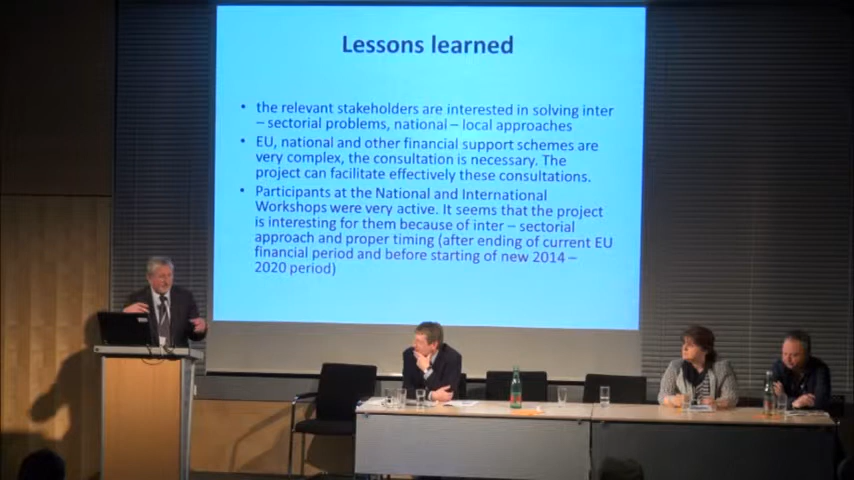 Lessons learned
• the relevant stakeholders are interested in solving inter
– sectorial problems, national – local approaches
• EU, national and other financial support schemes are
very complex, the consultation is necessary. The
project can facilitate effectively these consultations.
• Participants at the National and International
Workshops were very active. It seems that the project
is interesting for them because of inter – sectorial
approach and proper timing (after ending of current EU
financial period and before starting of new 2014 –
2020 period)